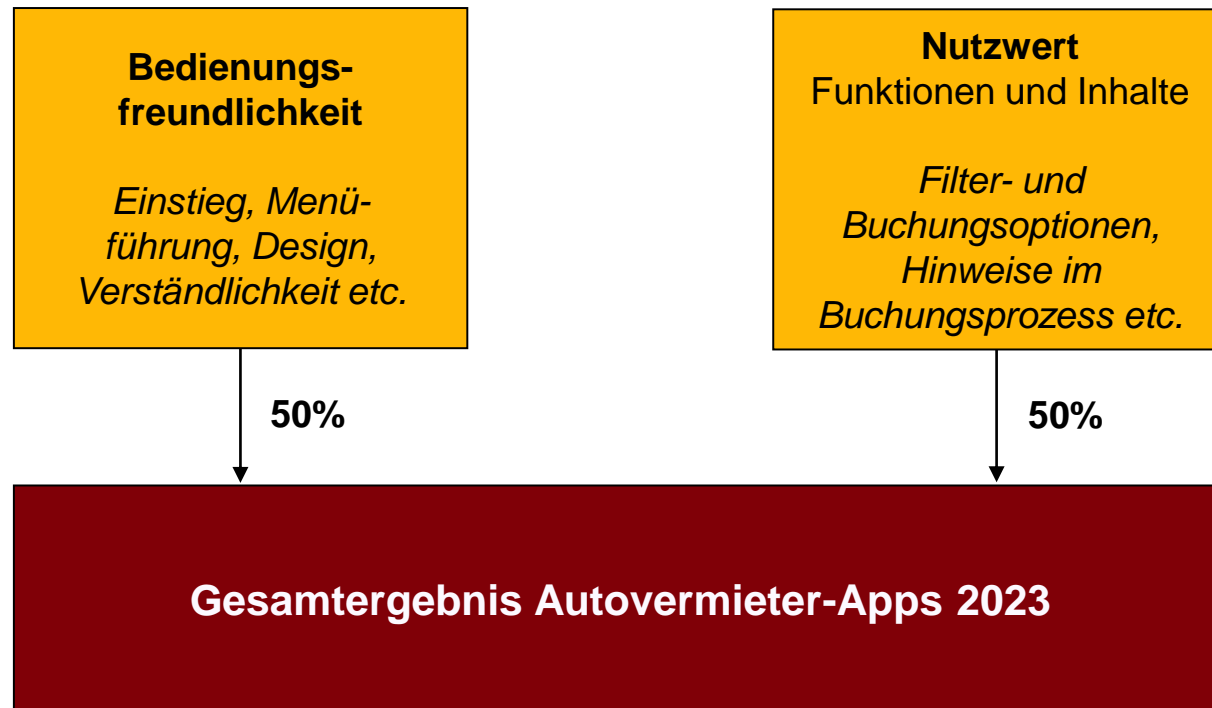 Bedienungs-
freundlichkeit
Einstieg, Menü-
führung, Design,
Verständlichkeit etc.
Nutzwert
Funktionen und Inhalte
Filter- und
Buchungsoptionen,
Hinweise im
Buchungsprozess etc.
50%
50%
Gesamtergebnis Autovermieter-Apps 2023